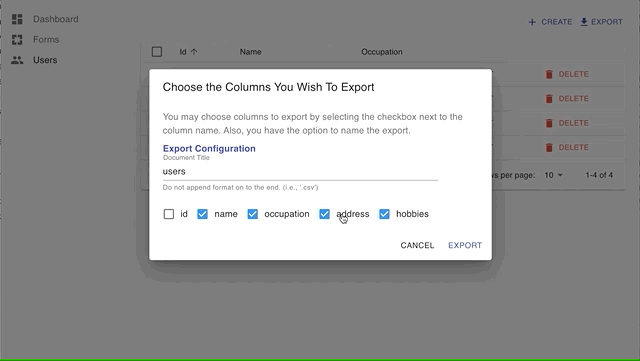 Dashboard
Forms
Users
CREATE
EXPORT
Id
Name
Occupation
DELETE
DELETE
DELETE
DELETE
per page:
10
1-4 of 4
Choose the Columns You Wish To Export
You may choose columns to export by selecting the checkbox next to the
column name. Also, you have the option to name the export.
Export Configuration
Document Title
users
Do not append format on to the end. (i.e., '.csv')
id
name
occupation
address
hobbies
CANCEL
EXPORT